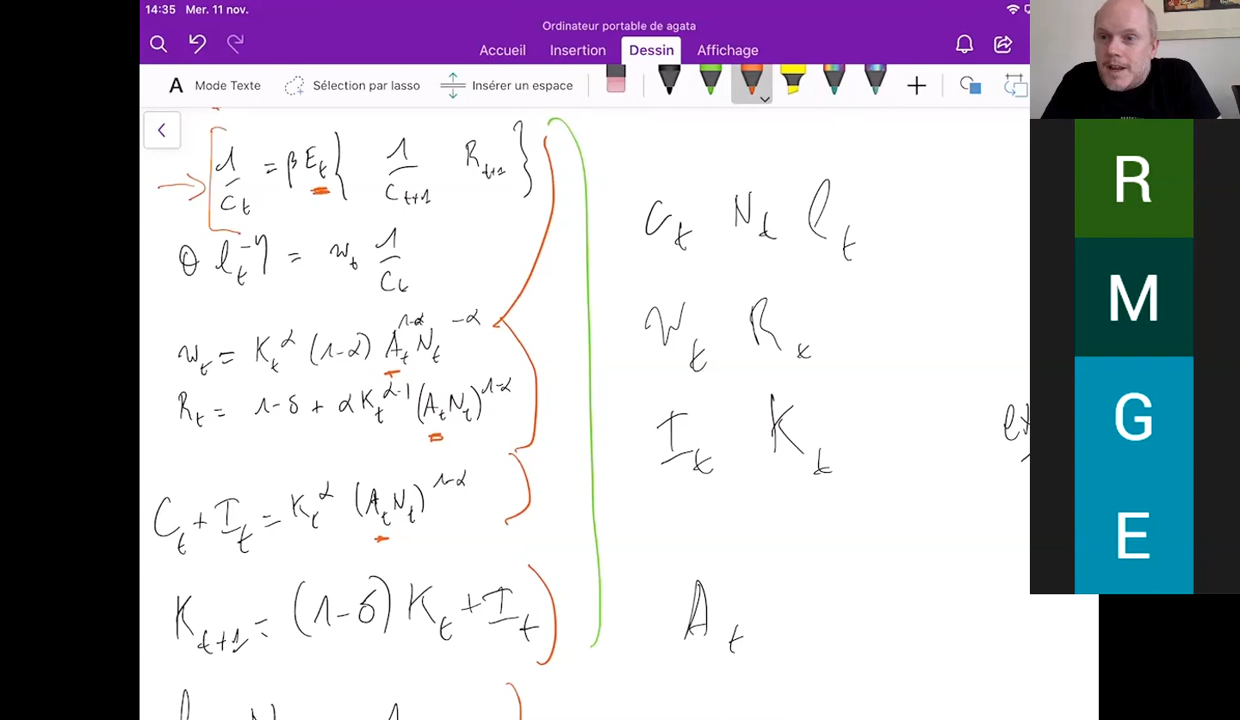 14:35 Mer. 11 nov.
Ordinateur portable de agata
Accueil Insertion Dessin Affichage
A Mode Texte Sélection par lasso Insérer un espace
1/C_t = β E_t { 1/C_{t+1} R_{t+1} }
θ l_t^{-η} = w_t 1/C_t
w_t = K_t^α (1-α) A_t^{1-α} N_t^{-α}
R_t = 1-δ + α K_t^{α-1} (A_t N_t)^{1-α}
C_t + I_t = K_t^α (A_t N_t)^{1-α}
K_{t+1} = (1-δ) K_t + I_t
C_t N_t l_t
W_t R_t
I_t K_t
A_t
R
M
G
E